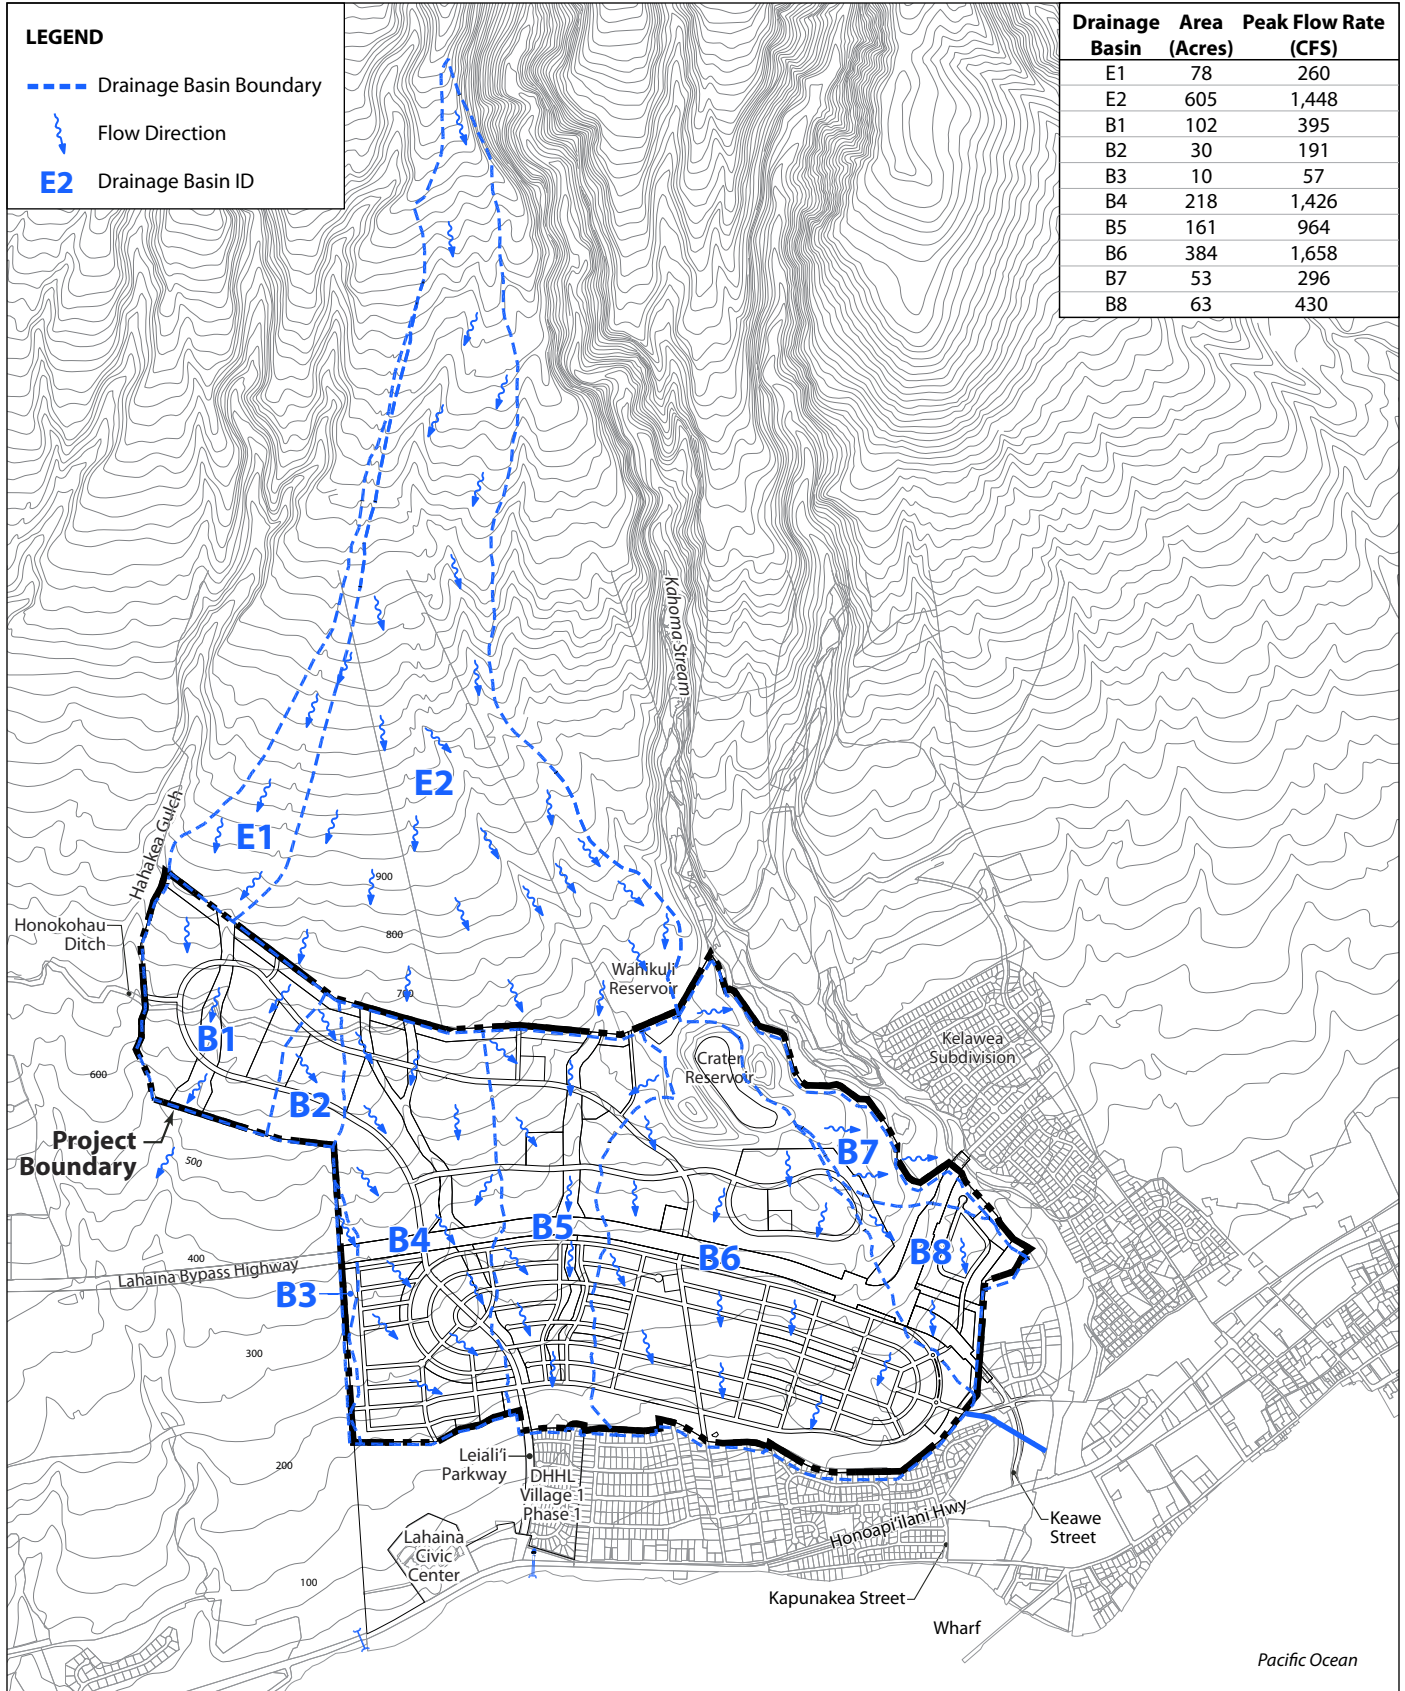 LEGEND
Drainage Basin Boundary
Flow Direction
E2 Drainage Basin ID
Drainage Basin Area (Acres) Peak Flow Rate (CFS)
E1 78 260
E2 605 1,448
B1 102 395
B2 30 191
B3 10 57
B4 218 1,426
B5 161 964
B6 384 1,658
B7 53 296
B8 63 430
Kahoma Stream
E2
E1
Hahakea Gulch
900
800
700
Honokohau
Ditch
Wahikuli
Reservoir
Crater
Reservoir
Kelawea
Subdivision
B1
B2
600
Project
Boundary
500
B7
B4
B5
B6
B8
400
Lahaina Bypass Highway
B3
300
200
Leiali'i
Parkway
DHHL
Village 1
Phase 1
Lahaina
Civic
Center
Honoapi'ilani Hwy
Keawe
Street
100
Kapunakea Street
Wharf
Pacific Ocean